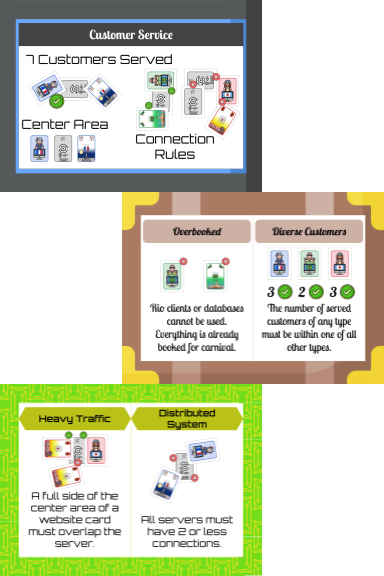 Customer Service
7 Customers Served
Center Area
Connection
Rules
Overbooked
Rio clients or databases
cannot be used.
Everything is already
booked for carnival.
Diverse Customers
3 2 3
The number of served
customers of any type
must be within one of all
other types.
Heavy Traffic
A full side of the
center area of a
website card
must overlap the
server.
Distributed
System
All servers must
have 2 or less
connections.